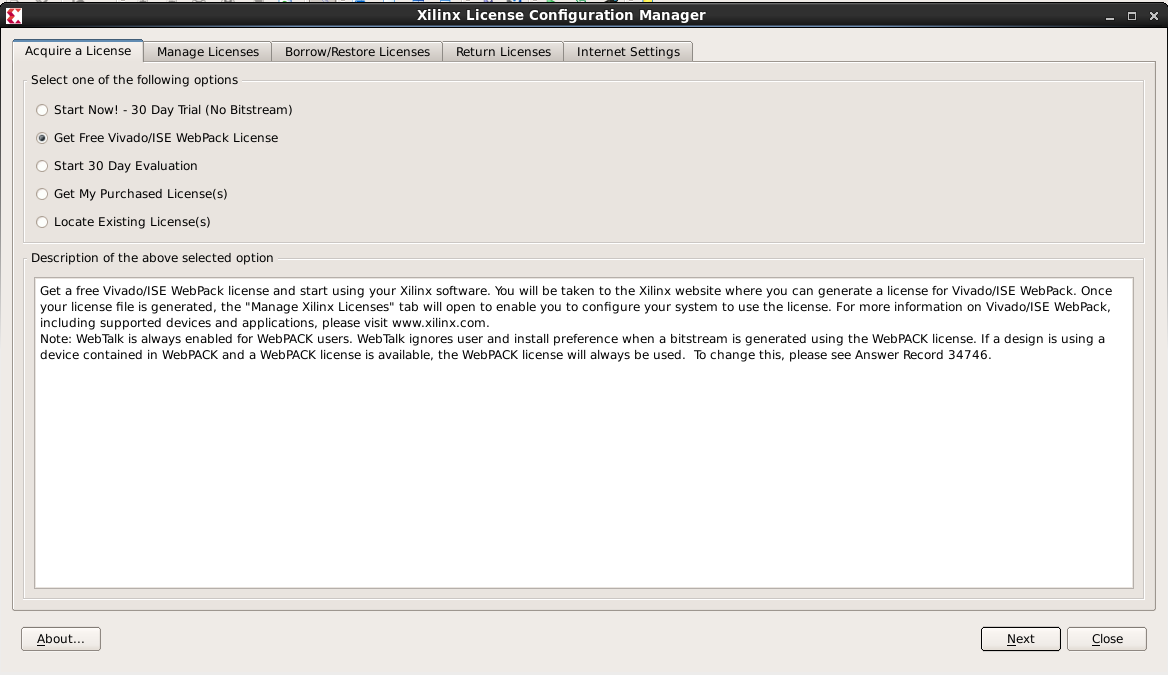 Xilinx License Configuration Manager
Acquire a License
Manage Licenses
Borrow/Restore Licenses
Return Licenses
Internet Settings
Select one of the following options
Start Now! - 30 Day Trial (No Bitstream)
Get Free Vivado/ISE WebPack License
Start 30 Day Evaluation
Get My Purchased License(s)
Locate Existing License(s)
Description of the above selected option
Get a free Vivado/ISE WebPack license and start using your Xilinx software. You will be taken to the Xilinx website where you can generate a license for Vivado/ISE WebPack. Once
your license file is generated, the "Manage Xilinx Licenses" tab will open to enable you to configure your system to use the license. For more information on Vivado/ISE WebPack,
including supported devices and applications, please visit www.xilinx.com.
Note: WebTalk is always enabled for WebPACK users. WebTalk ignores user and install preference when a bitstream is generated using the WebPACK license. If a design is using a
device contained in WebPACK and a WebPACK license is available, the WebPACK license will always be used.  To change this, please see Answer Record 34746.
About...
Next
Close